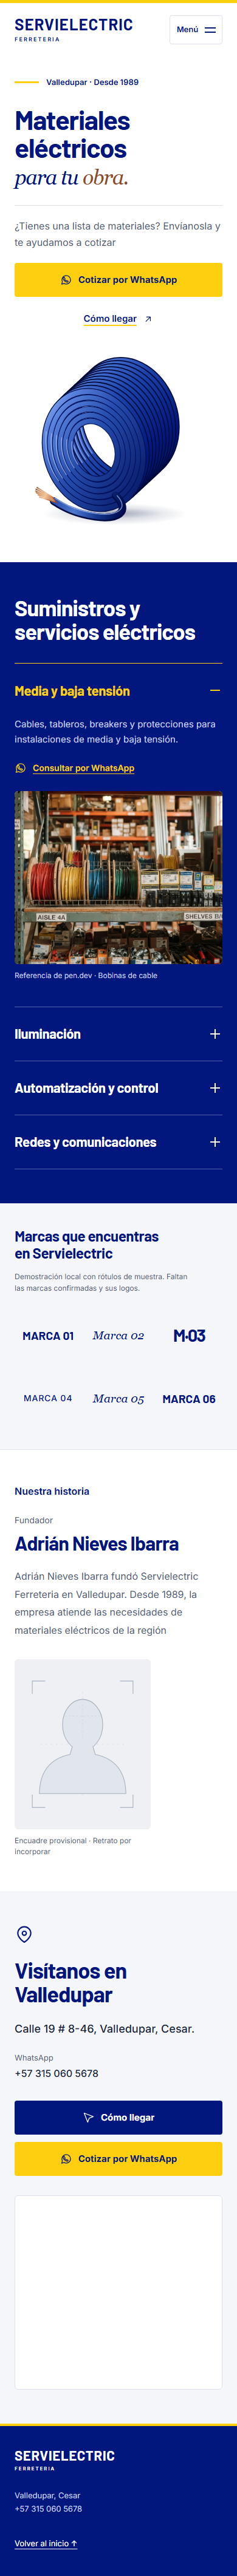 SERVIELECTRIC
FERRETERIA
Menú
Valledupar · Desde 1989
Materiales
eléctricos
para tu obra.
¿Tienes una lista de materiales? Envíanosla y
te ayudamos a cotizar
Cotizar por WhatsApp
Cómo llegar
Suministros y
servicios eléctricos
Media y baja tensión
Cables, tableros, breakers y protecciones para
instalaciones de media y baja tensión.
Consultar por WhatsApp
AISLE 4A
SHELVES B/
Referencia de pen.dev · Bobinas de cable
Iluminación
Automatización y control
Redes y comunicaciones
Marcas que encuentras
en Servielectric
Demostración local con rótulos de muestra. Faltan
las marcas confirmadas y sus logos.
MARCA 01
Marca 02
M·03
MARCA 04
Marca 05
MARCA 06
Nuestra historia
Fundador
Adrián Nieves Ibarra
Adrián Nieves Ibarra fundó Servielectric
Ferreteria en Valledupar. Desde 1989, la
empresa atiende las necesidades de
materiales eléctricos de la región
Encuadre provisional · Retrato por
incorporar
Visítanos en
Valledupar
Calle 19 # 8-46, Valledupar, Cesar.
WhatsApp
+57 315 060 5678
Cómo llegar
Cotizar por WhatsApp
SERVIELECTRIC
FERRETERIA
Valledupar, Cesar
+57 315 060 5678
Volver al inicio ↑